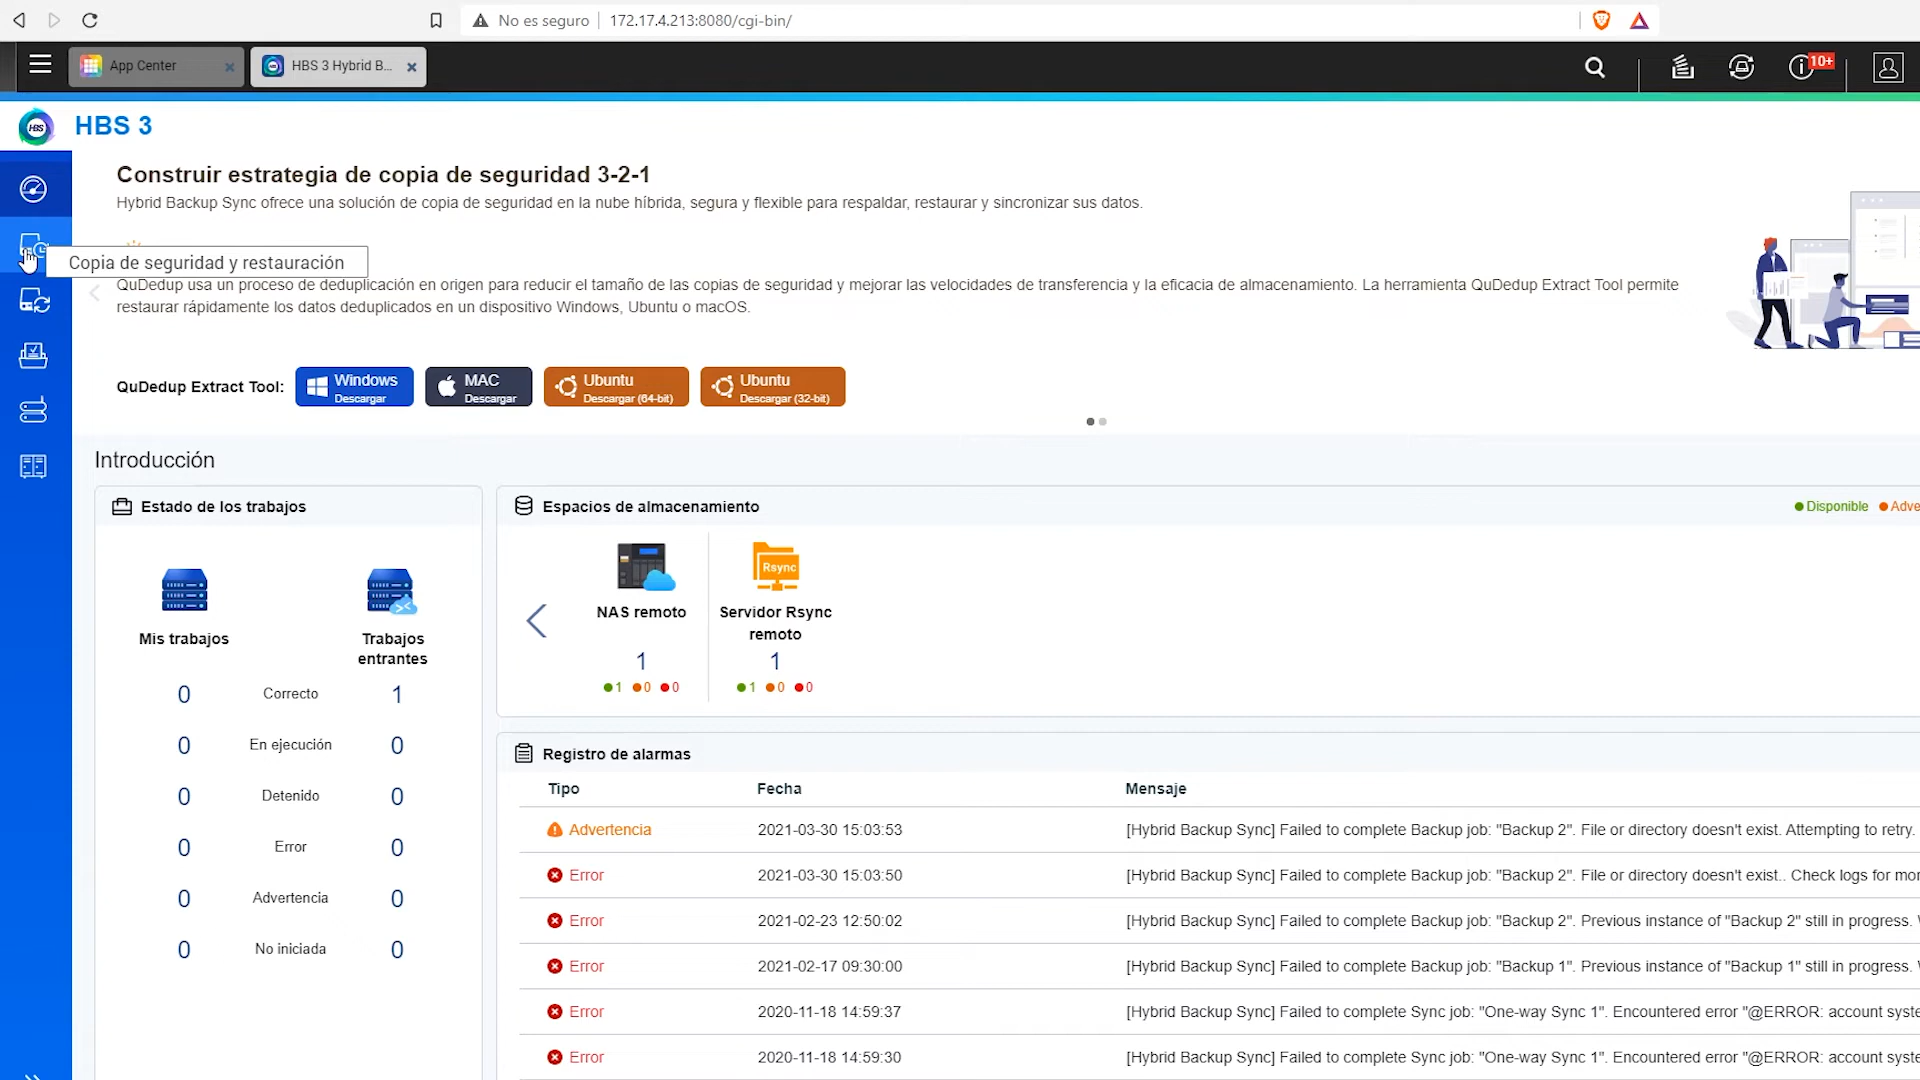 No es seguro
172.17.4.213:8080/cgi-bin/
App Center
HBS 3 Hybrid B...
10+
HBS
HBS 3
Construir estrategia de copia de seguridad 3-2-1
Hybrid Backup Sync ofrece una solución de copia de seguridad en la nube híbrida, segura y flexible para respaldar, restaurar y sincronizar sus datos.
Copia de seguridad y restauración
QuDedup usa un proceso de deduplicación en origen para reducir el tamaño de las copias de seguridad y mejorar las velocidades de transferencia y la eficacia de almacenamiento. La herramienta QuDedup Extract Tool permite
restaurar rápidamente los datos deduplicados en un dispositivo Windows, Ubuntu o macOS.
QuDedup Extract Tool:
Windows
Descargar
MAC
Descargar
Ubuntu
Descargar (64-bit)
Ubuntu
Descargar (32-bit)
Introducción
Estado de los trabajos
Mis trabajos
Trabajos
entrantes
0 Correcto 1
0 En ejecución 0
0 Detenido 0
0 Error 0
0 Advertencia 0
0 No iniciada 0
Espacios de almacenamiento
Disponible
Adve
NAS remoto
1
1 0 0
Rsync
Servidor Rsync
remoto
1
1 0 0
Registro de alarmas
Tipo Fecha Mensaje
Advertencia 2021-03-30 15:03:53 [Hybrid Backup Sync] Failed to complete Backup job: "Backup 2". File or directory doesn't exist. Attempting to retry.
Error 2021-03-30 15:03:50 [Hybrid Backup Sync] Failed to complete Backup job: "Backup 2". File or directory doesn't exist.. Check logs for mor
Error 2021-02-23 12:50:02 [Hybrid Backup Sync] Failed to complete Backup job: "Backup 2". Previous instance of "Backup 2" still in progress.
Error 2021-02-17 09:30:00 [Hybrid Backup Sync] Failed to complete Backup job: "Backup 1". Previous instance of "Backup 1" still in progress.
Error 2020-11-18 14:59:37 [Hybrid Backup Sync] Failed to complete Sync job: "One-way Sync 1". Encountered error "@ERROR: account syste
Error 2020-11-18 14:59:30 [Hybrid Backup Sync] Failed to complete Sync job: "One-way Sync 1". Encountered error "@ERROR: account syste